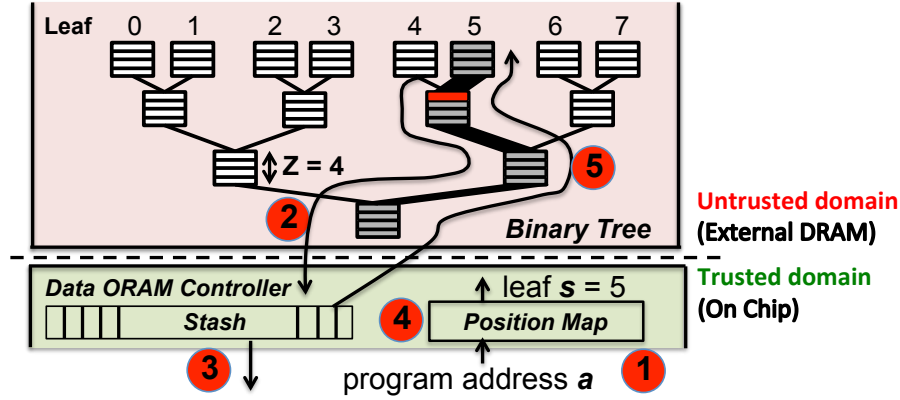 Leaf 0 1 2 3 4 5 6 7
Z = 4
5
2
Binary Tree
Untrusted domain
(External DRAM)
Trusted domain
(On Chip)
Data ORAM Controller
leaf s = 5
Stash
4
Position Map
3
program address a
1